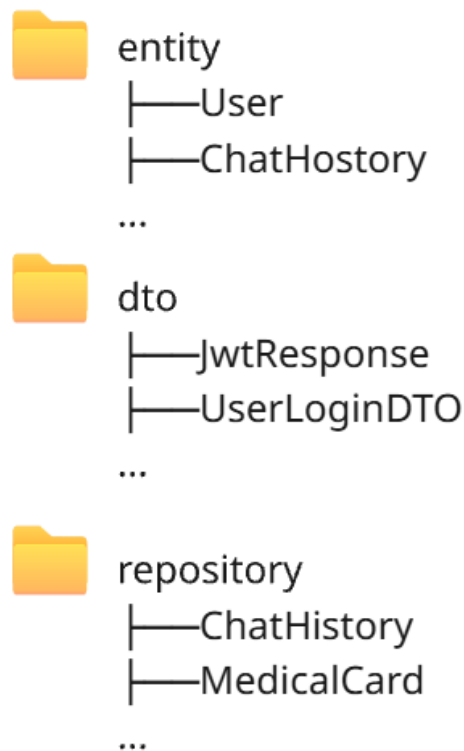 entity
├──User
├──ChatHostory
...
dto
├──JwtResponse
├──UserLoginDTO
...
repository
├──ChatHistory
├──MedicalCard
...